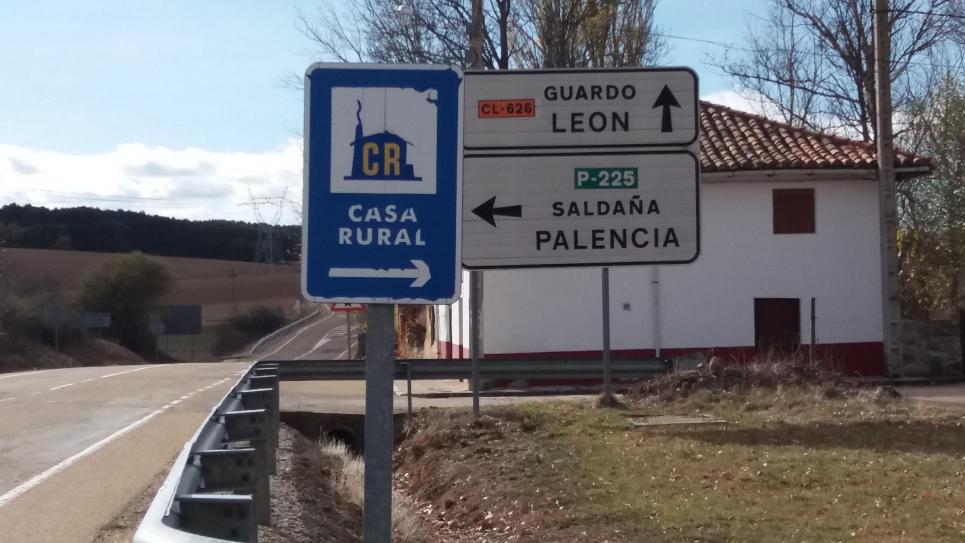 CR
CASA
RURAL
CL-626
GUARDO
LEON
P-225
SALDAÑA
PALENCIA